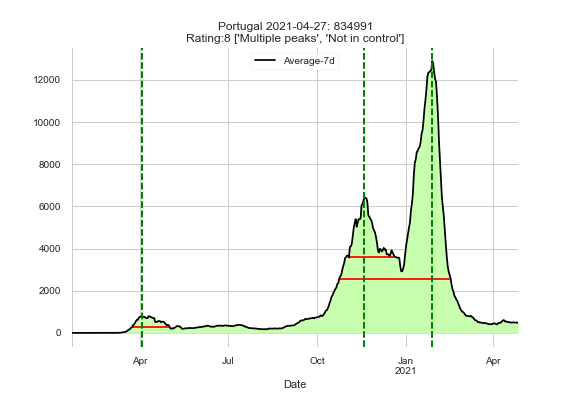 Portugal 2021-04-27: 834991
Rating:8 ['Multiple peaks', 'Not in control']
Average-7d
12000
10000
8000
6000
4000
2000
0
Apr Jul Oct Jan Apr
2021
Date